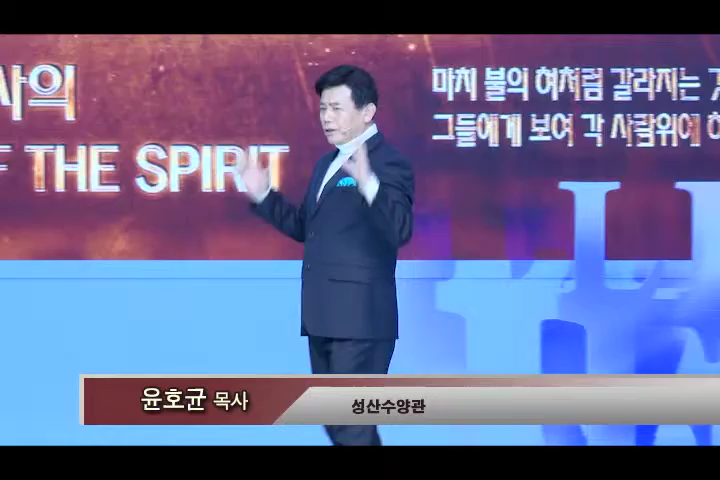 사의
마치 불의 혀처럼 갈라지는
그들에게 보여 각 사람위에
F THE SPIRIT
윤호균 목사
성산수양관